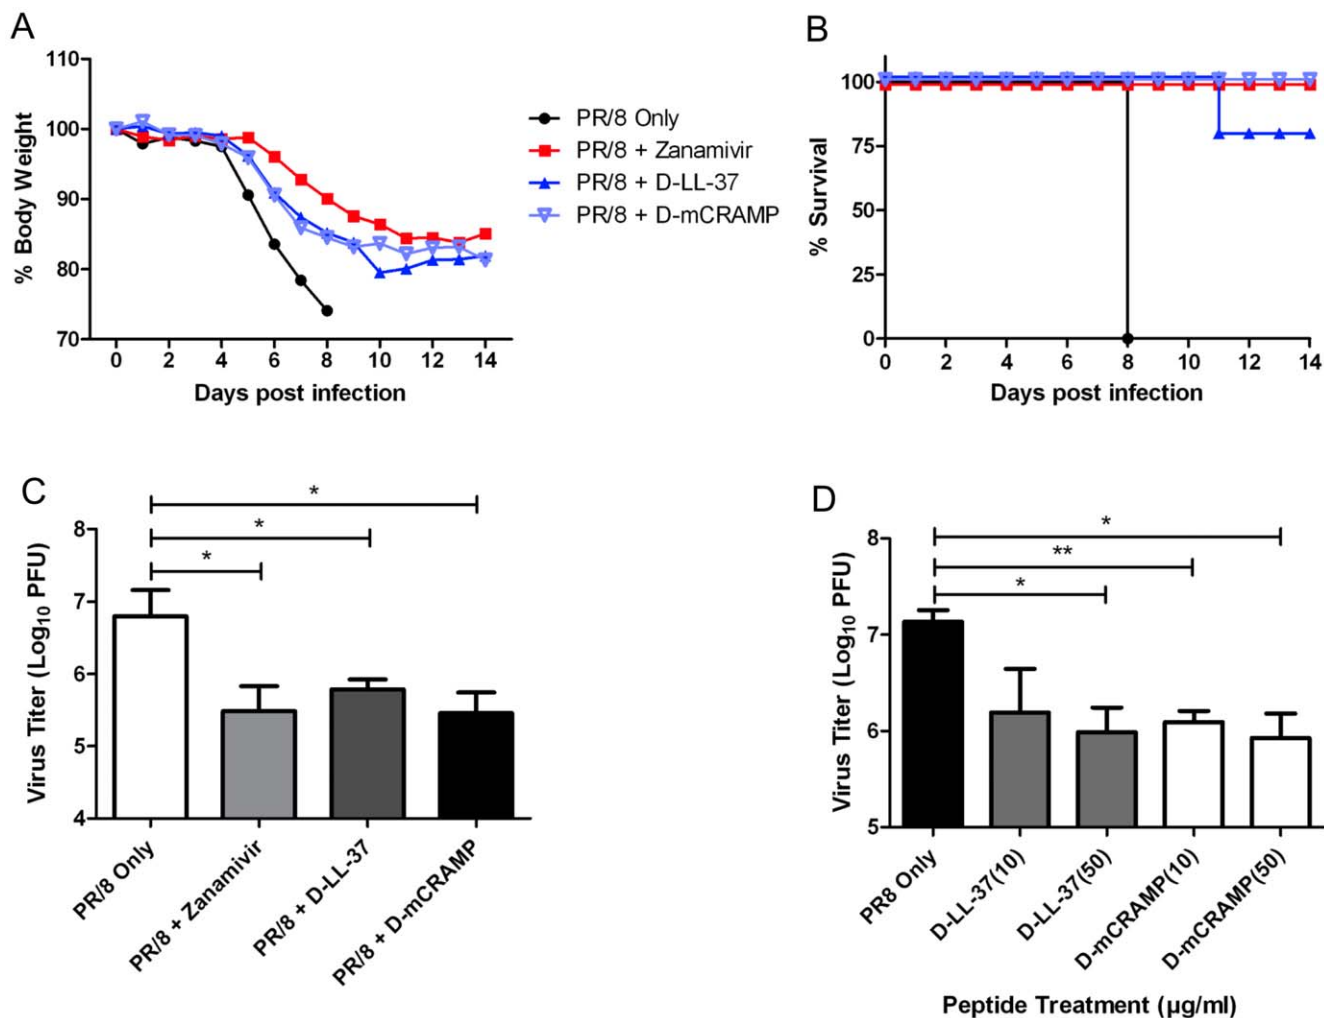 A
110
100
90
80
70
% Body Weight
0 2 4 6 8 10 12 14
Days post infection
PR/8 Only
PR/8 + Zanamivir
PR/8 + D-LL-37
PR/8 + D-mCRAMP
B
100
75
50
25
0
% Survival
0 2 4 6 8 10 12 14
Days post infection
C
*
*
*
8
7
6
5
4
Virus Titer (Log10 PFU)
PR/8 Only
PR/8 + Zanamivir
PR/8 + D-LL-37
PR/8 + D-mCRAMP
D
*
**
*
8
7
6
5
Virus Titer (Log10 PFU)
PR8 Only
D-LL-37(10)
D-LL-37(50)
D-mCRAMP(10)
D-mCRAMP(50)
Peptide Treatment (µg/ml)